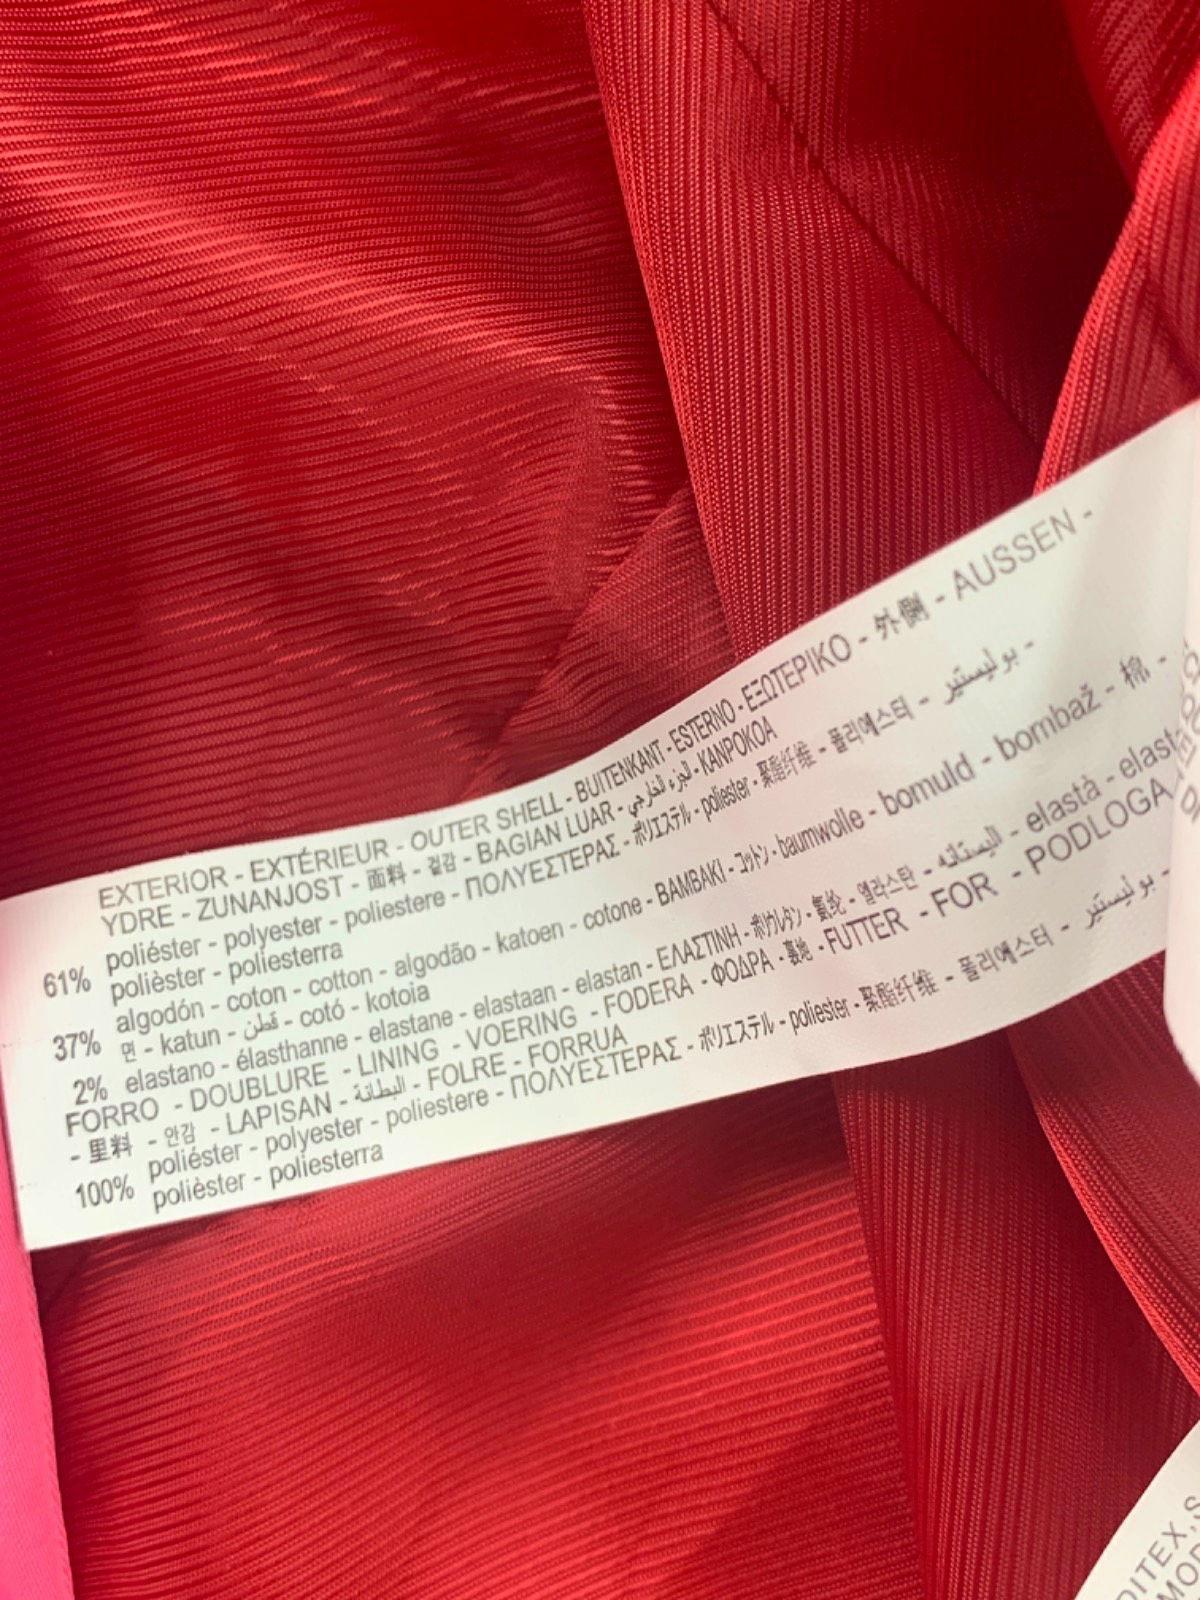 EXTERIOR - EXTÉRIEUR - OUTER SHELL - BUITENKANT - ESTERNO - ΕΞΩΤΕΡΙΚΟ - 外側 - AUSSEN -
YDRE - ZUNANJOST - 面料 - 겉감 - BAGIAN LUAR - الجزء الخارجي - KANPOKOA
61% poliéster - polyester - poliestere - ΠΟΛΥΕΣΤΕΡΑΣ - ポリエステル - poliester - 聚酯纤维 - 폴리에스터 - بوليستير -
polièster - poliesterra
37% algodón - coton - cotton - algodão - katoen - cotone - ΒΑΜΒΑΚΙ - コットン - baumwolle - bomuld - bombaž - 棉 -
면 - katun - قطن - cotó - kotoia
2% elastano - élasthanne - elastane - elastaan - elastan - ΕΛΑΣΤΙΝΗ - ポリウレタン - 氨纶 - 엘라스탄 - اليستانه - elastà -
FORRO - DOUBLURE - LINING - VOERING - FODERA - ΦΟΔΡΑ - 裏地 - FUTTER - FOR - PODLOGA
- 里料 - 안감 - LAPISAN - البطانة - FOLRE - FORRUA
100% poliéster - polyester - poliestere - ΠΟΛΥΕΣΤΕΡΑΣ - ポリエステル - poliester - 聚酯纤维 - 폴리에스터 - بوليستير -
polièster - poliesterra